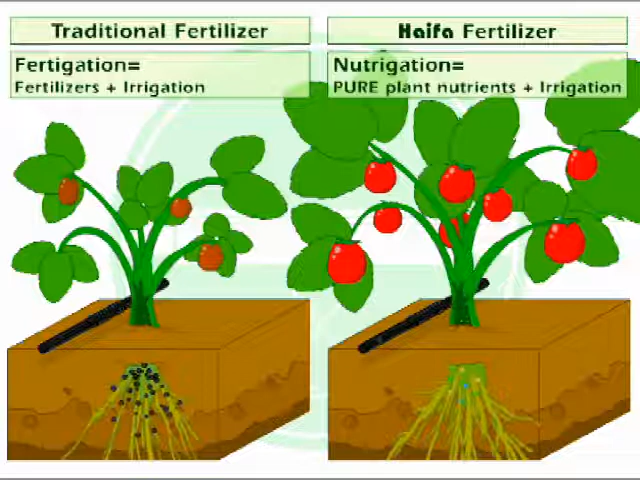 Traditional Fertilizer
Fertigation=
Fertilizers + Irrigation
Haifa Fertilizer
Nutrigation=
PURE plant nutrients + Irrigation